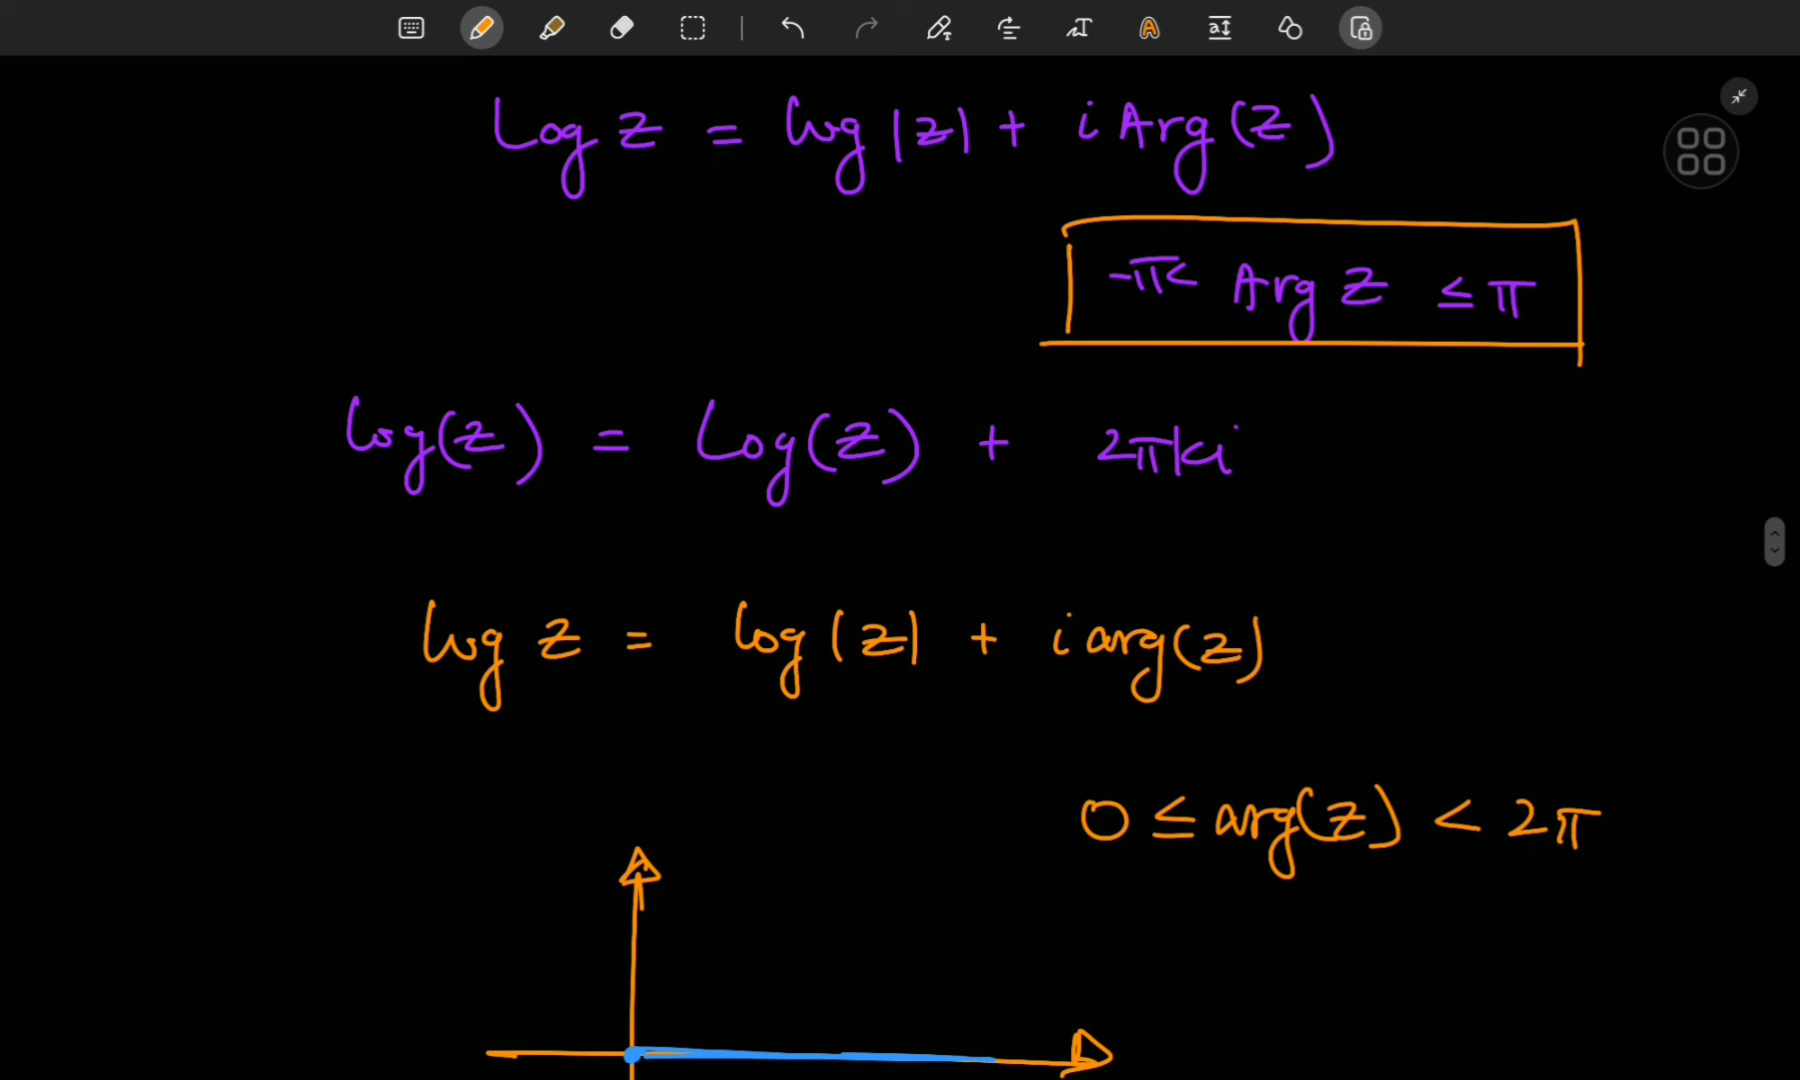 Log z = log |z| + i Arg(z)
-π < Arg z ≤ π
log(z) = Log(z) + 2πki
log z = log |z| + i arg(z)
0 ≤ arg(z) < 2π